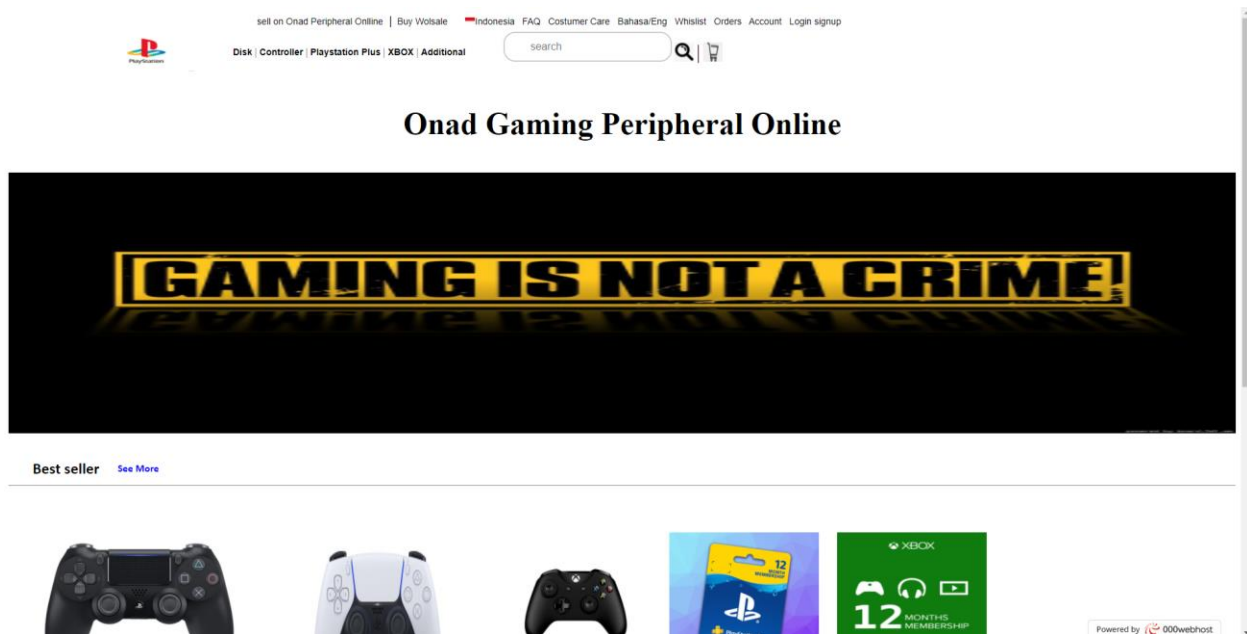 sell on Onad Peripheral Onlline | Buy Wolsale Indonesia FAQ Costumer Care Bahasa/Eng Whislist Orders Account Login signup
PlayStation
Disk | Controller | Playstation Plus | XBOX | Additional
search
Onad Gaming Peripheral Online
GAMING IS NOT A CRIME
Best seller See More
12
MONTH
MEMBERSHIP
XBOX
12 MONTHS
MEMBERSHIP
Powered by 000webhost